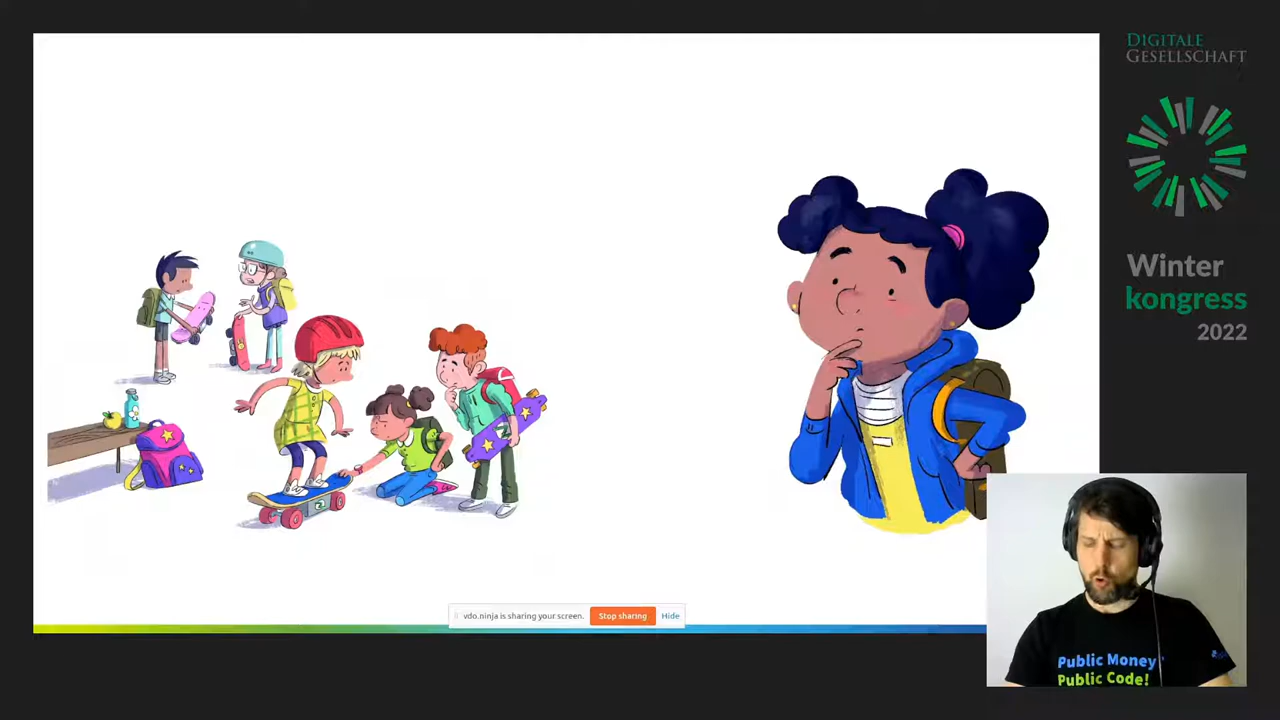 DIGITALE
GESELLSCHAFT
Winter
kongress
2022
vdo.ninja is sharing your screen.
Stop sharing
Hide
Public Money
Public Code!